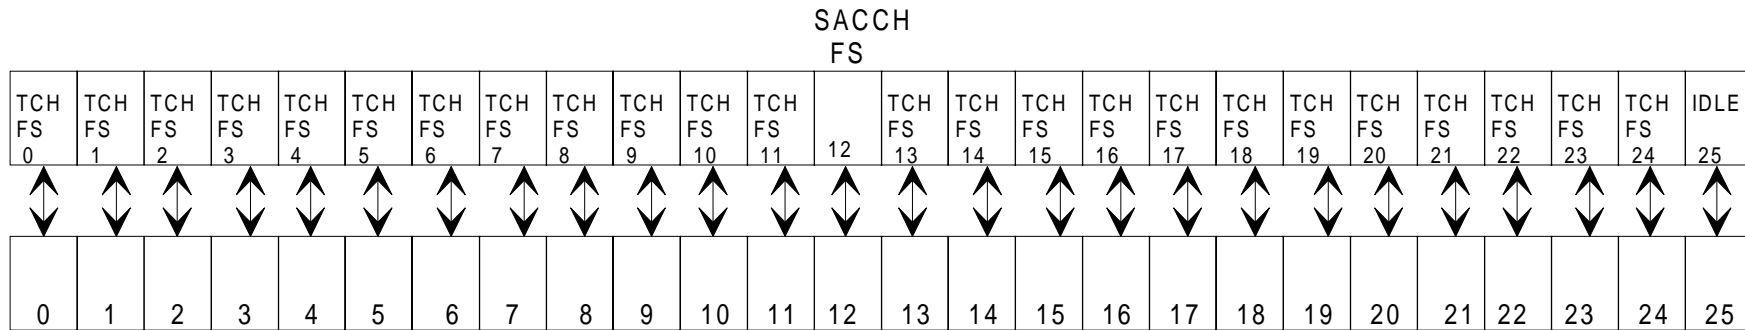 SACCH
FS
TCH TCH TCH TCH TCH TCH TCH TCH TCH TCH TCH TCH TCH TCH TCH TCH TCH TCH TCH TCH TCH TCH TCH TCH IDLE
FS FS FS FS FS FS FS FS FS FS FS FS FS FS FS FS FS FS FS FS FS FS FS FS
0 1 2 3 4 5 6 7 8 9 10 11 12 13 14 15 16 17 18 19 20 21 22 23 24 25
0 1 2 3 4 5 6 7 8 9 10 11 12 13 14 15 16 17 18 19 20 21 22 23 24 25